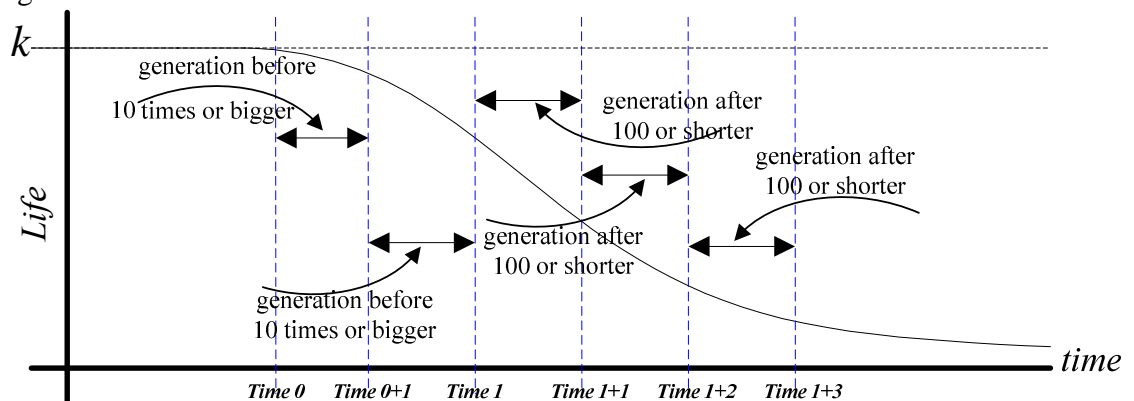 k
generation before
10 times or bigger
generation after
100 or shorter
generation after
100 or shorter
Life
generation after
100 or shorter
generation before
10 times or bigger
time
Time 0 Time 0+1 Time 1 Time 1+1 Time 1+2 Time 1+3